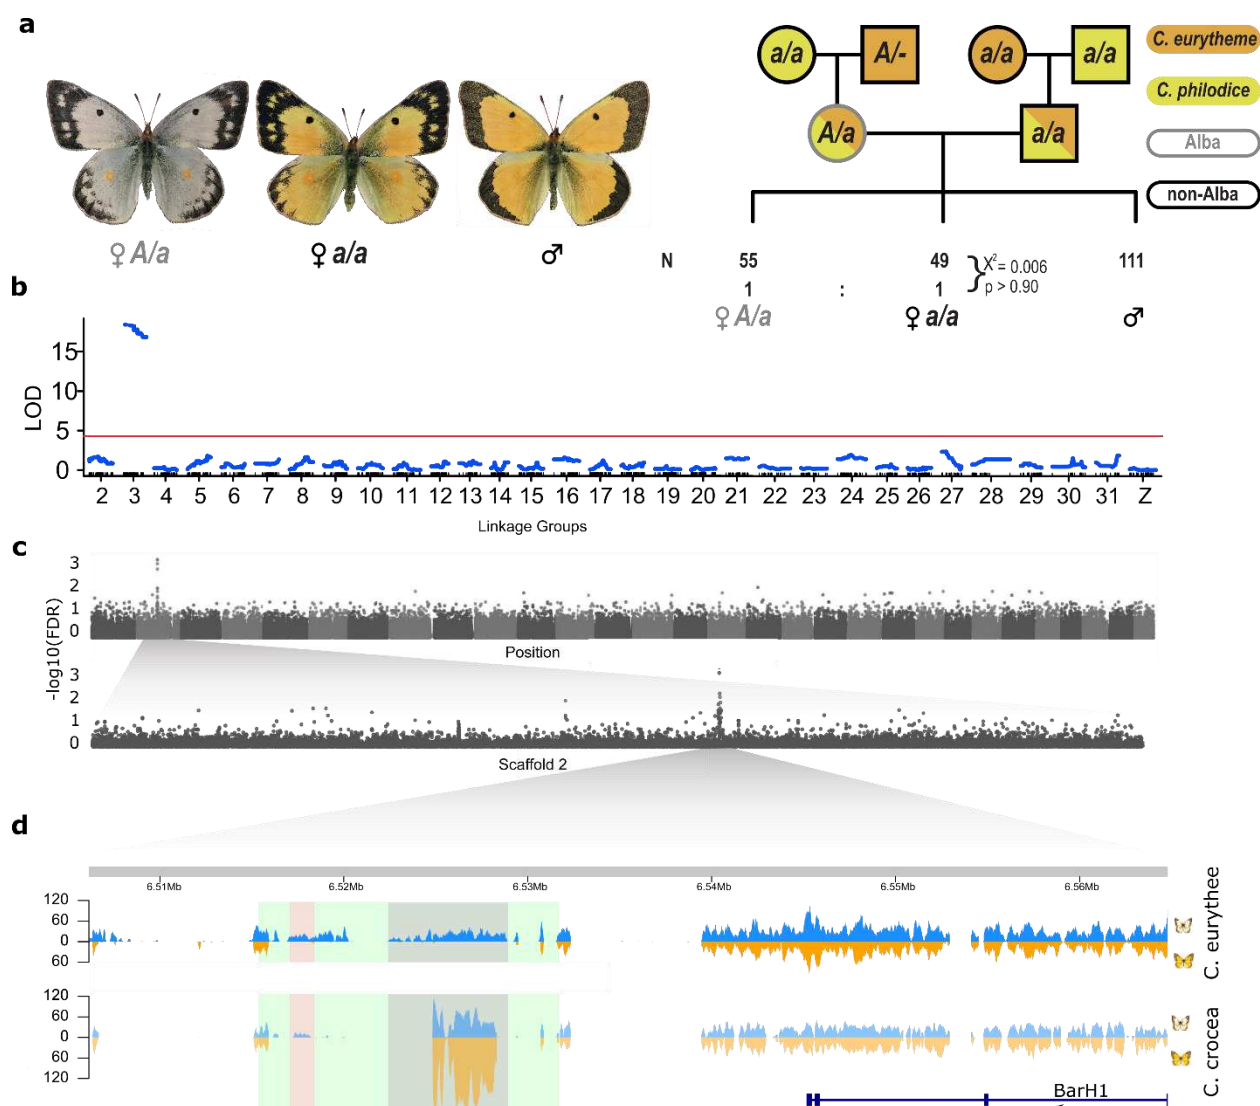 a
a/a
A/-
a/a
a/a
C. eurytheme
C. philodice
Alba
non-Alba
A/a
a/a
♀ A/a
♀ a/a
♂
N
55
49
111
X² = 0.006
p > 0.90
1
:
1
♀ A/a
♀ a/a
♂
b
LOD
15
10
5
0
2 3 4 5 6 7 8 9 10 11 12 13 14 15 16 17 18 19 20 21 22 23 24 25 26 27 28 29 30 31 Z
Linkage Groups
c
-log10(FDR)
3
2
1
0
Position
3
2
1
0
Scaffold 2
d
6.51Mb 6.52Mb 6.53Mb 6.54Mb 6.55Mb 6.56Mb
120
60
0
60
C. eurythee
120
60
0
60
120
C. crocea
BarH1